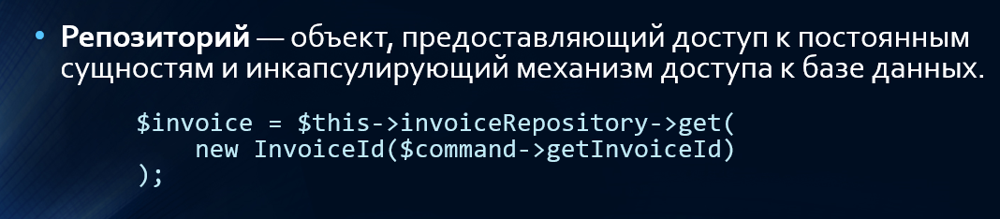 • Репозиторий — объект, предоставляющий доступ к постоянным
сущностям и инкапсулирующий механизм доступа к базе данных.
$invoice = $this->invoiceRepository->get(
    new InvoiceId($command->getInvoiceId)
);